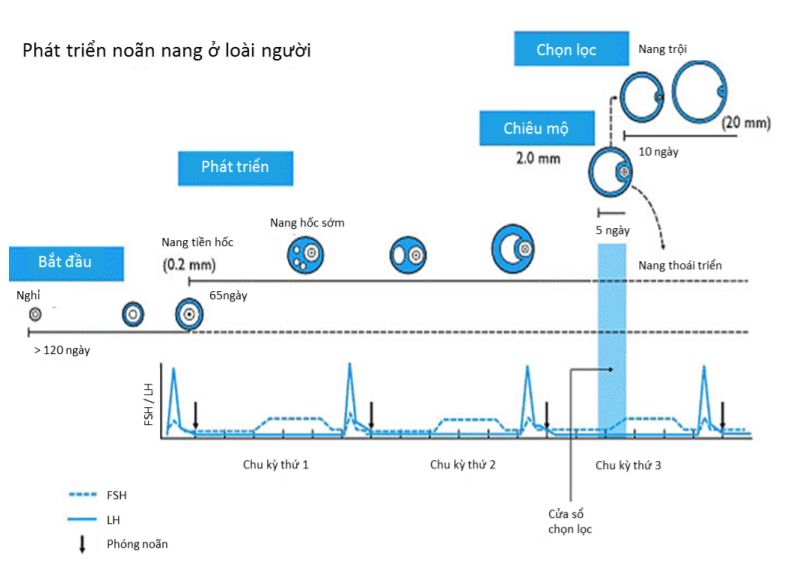 Phát triển noãn nang ở loài người
Chọn lọc
Nang trội
(20 mm)
Chiêu mộ
2.0 mm
10 ngày
Phát triển
5 ngày
Nang hốc sớm
Nang tiền hốc
(0.2 mm)
Nang thoái triển
Bắt đầu
Nghỉ
65ngày
> 120 ngày
FSH / LH
Chu kỳ thứ 1
Chu kỳ thứ 2
Chu kỳ thứ 3
FSH
LH
Phóng noãn
Cửa sổ
chọn lọc